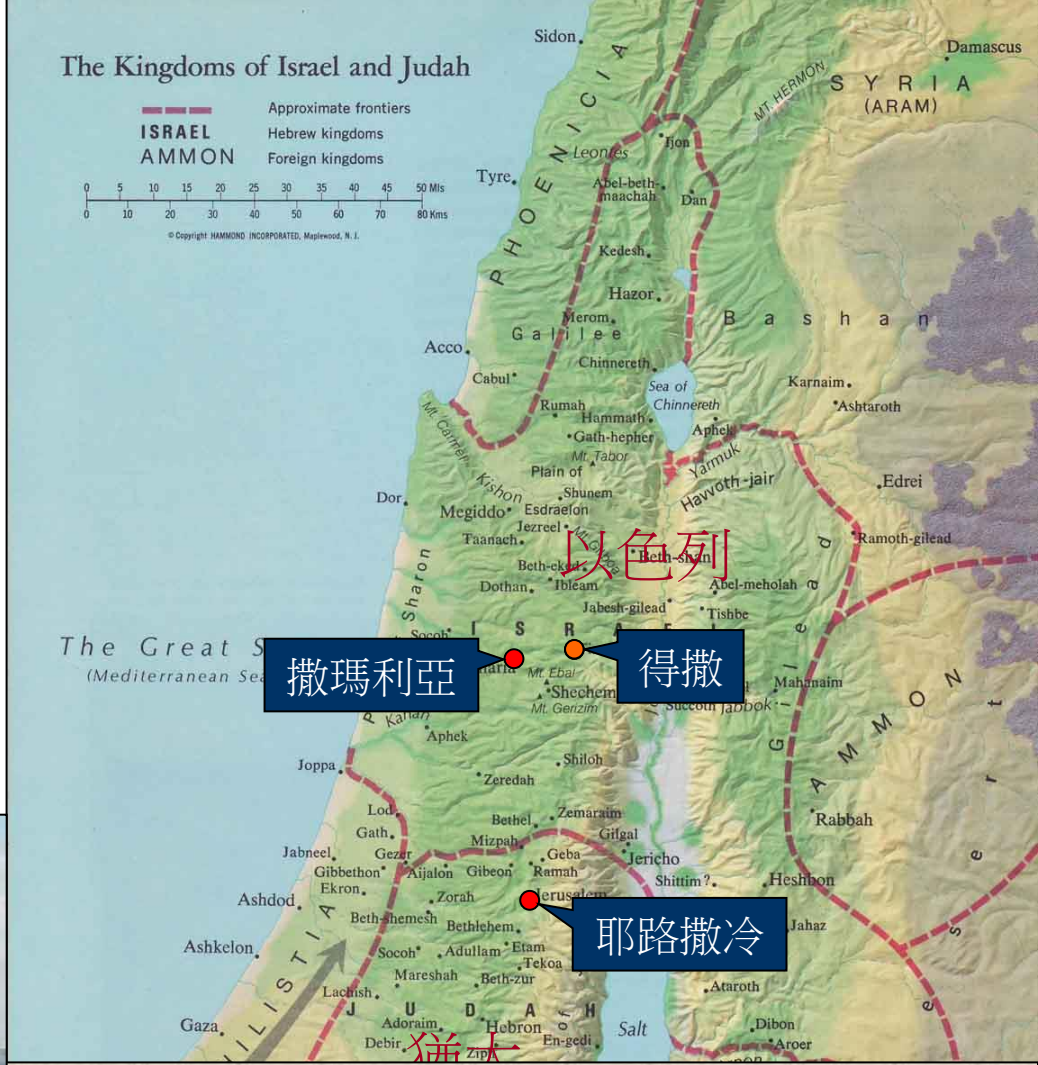 The Kingdoms of Israel and Judah
Approximate frontiers
ISRAEL Hebrew kingdoms
AMMON Foreign kingdoms
0 5 10 15 20 25 30 35 40 45 50 Mls
0 10 20 30 40 50 60 70 80 Kms
© Copyright HAMMOND INCORPORATED, Maplewood, N. J.
Sidon
Damascus
SYRIA
(ARAM)
MT. HERMON
PHOENICIA
Ijon
Leontes
Tyre
Abel-beth-
maachah
Dan
Kedesh
Hazor
Merom
Galilee
Bashan
Acco
Chinnereth
Cabul
Sea of
Chinnereth
Karnaim
Ashtaroth
Rumah
Hammath
Aphek
Gath-hepher
Mt. Carmel
Mt. Tabor
Yarmuk
Plain of
Kishon
Havvoth-jair
Edrei
Dor
Shunem
Megiddo
Esdraelon
Jezreel
Mt. Gilboa
Taanach
以色列
Beth-shan
Ramoth-gilead
Beth-eked
Ibleam
Dothan
Abel-meholah
Sharon
Jabesh-gilead
Tishbe
Gilead
Socoh
ISRAEL
The Great S
(Mediterranean Sea
撒瑪利亞
得撒
Mt. Ebal
Shechem
Mt. Gerizim
Mahanaim
Succoth
Jabbok
Kanah
Aphek
AMMON
Joppa
Shiloh
Zeredah
Rabbah
Lod
Bethel
Zemaraim
Gath
Mizpah
Gilgal
Jabneel
Gezer
Geba
Jericho
Gibbethon
Aijalon
Gibeon
Ramah
Shittim?
Heshbon
Ekron
Ashdod
Zorah
Jerusalem
耶路撒冷
Beth-shemesh
Bethlehem
Jahaz
Ashkelon
Socoh
Adullam
Etam
Tekoa
Mareshah
Beth-zur
Lachish
Ataroth
JUDAH
Gaza
Adoraim
Hebron
of
Salt
Dibon
Debir
Ziph
En-gedi
Aroer
猶大